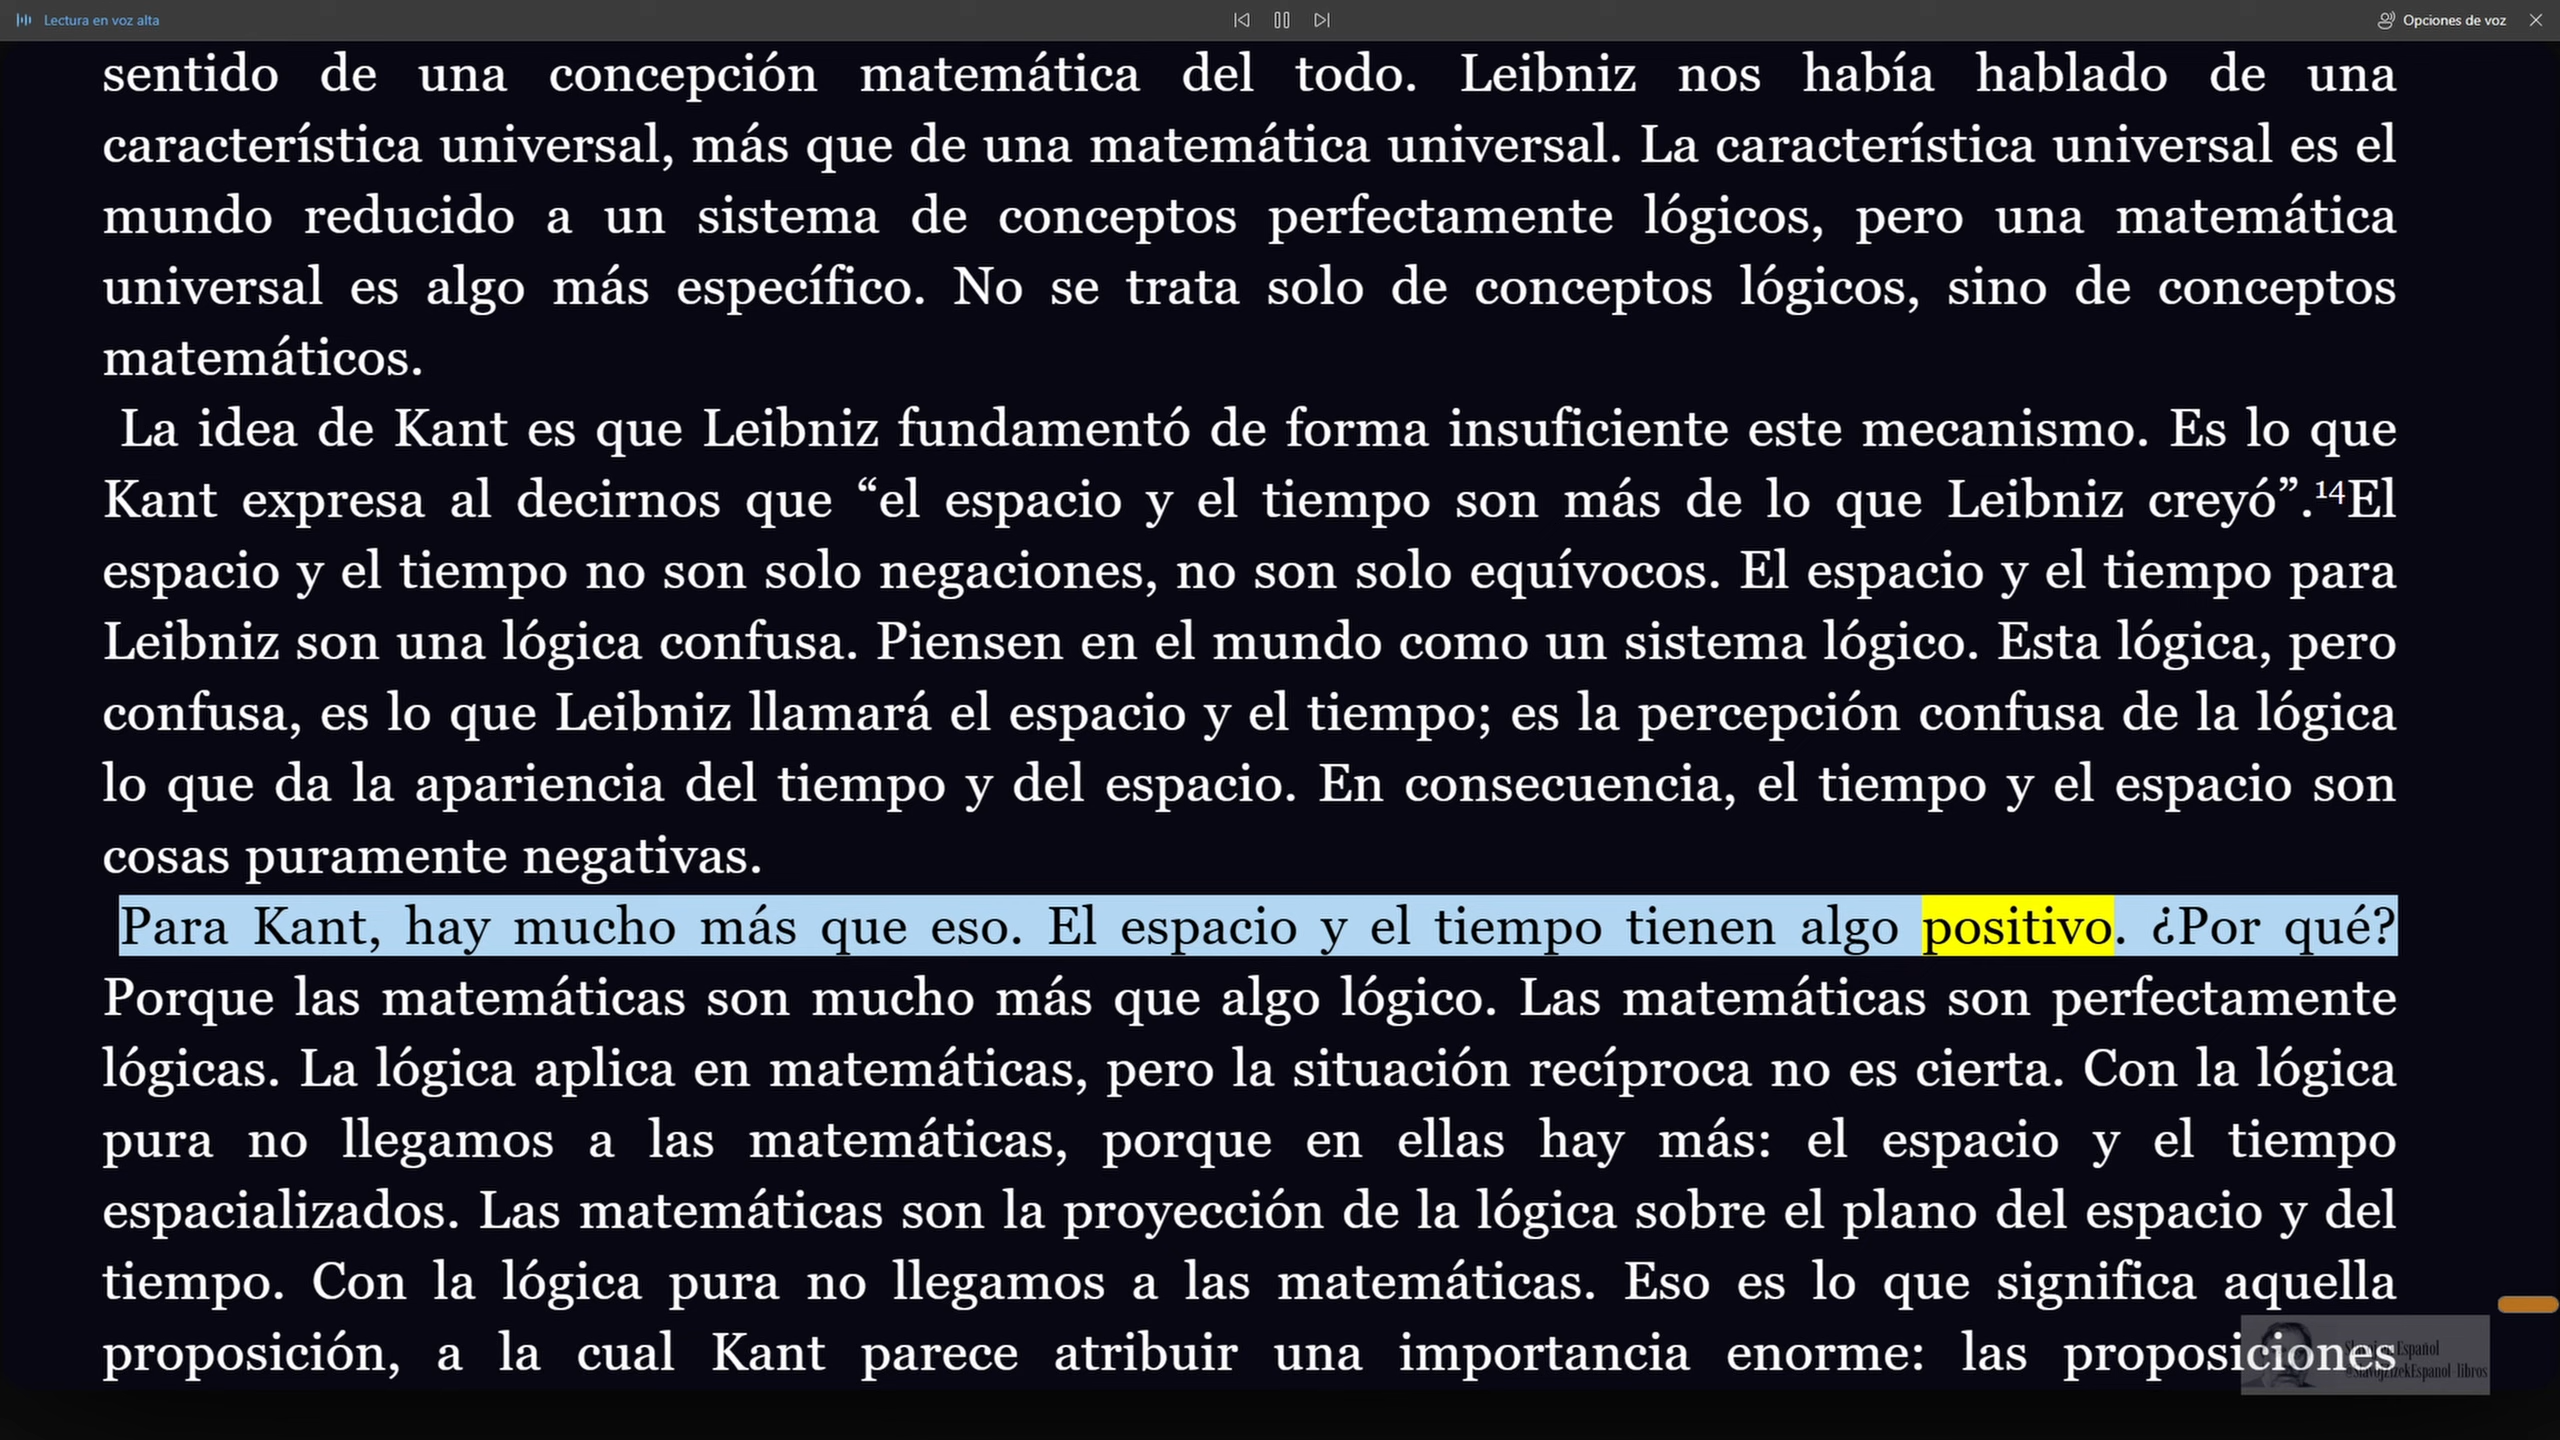 Lectura en voz alta
Opciones de voz
sentido de una concepción matemática del todo. Leibniz nos había hablado de una
característica universal, más que de una matemática universal. La característica universal es el
mundo reducido a un sistema de conceptos perfectamente lógicos, pero una matemática
universal es algo más específico. No se trata solo de conceptos lógicos, sino de conceptos
matemáticos.
La idea de Kant es que Leibniz fundamentó de forma insuficiente este mecanismo. Es lo que
Kant expresa al decirnos que “el espacio y el tiempo son más de lo que Leibniz creyó”.¹⁴El
espacio y el tiempo no son solo negaciones, no son solo equívocos. El espacio y el tiempo para
Leibniz son una lógica confusa. Piensen en el mundo como un sistema lógico. Esta lógica, pero
confusa, es lo que Leibniz llamará el espacio y el tiempo; es la percepción confusa de la lógica
lo que da la apariencia del tiempo y del espacio. En consecuencia, el tiempo y el espacio son
cosas puramente negativas.
Para Kant, hay mucho más que eso. El espacio y el tiempo tienen algo positivo. ¿Por qué?
Porque las matemáticas son mucho más que algo lógico. Las matemáticas son perfectamente
lógicas. La lógica aplica en matemáticas, pero la situación recíproca no es cierta. Con la lógica
pura no llegamos a las matemáticas, porque en ellas hay más: el espacio y el tiempo
espacializados. Las matemáticas son la proyección de la lógica sobre el plano del espacio y del
tiempo. Con la lógica pura no llegamos a las matemáticas. Eso es lo que significa aquella
proposición, a la cual Kant parece atribuir una importancia enorme: las proposiciones
Español
@SlavojZizekEspanol-libros